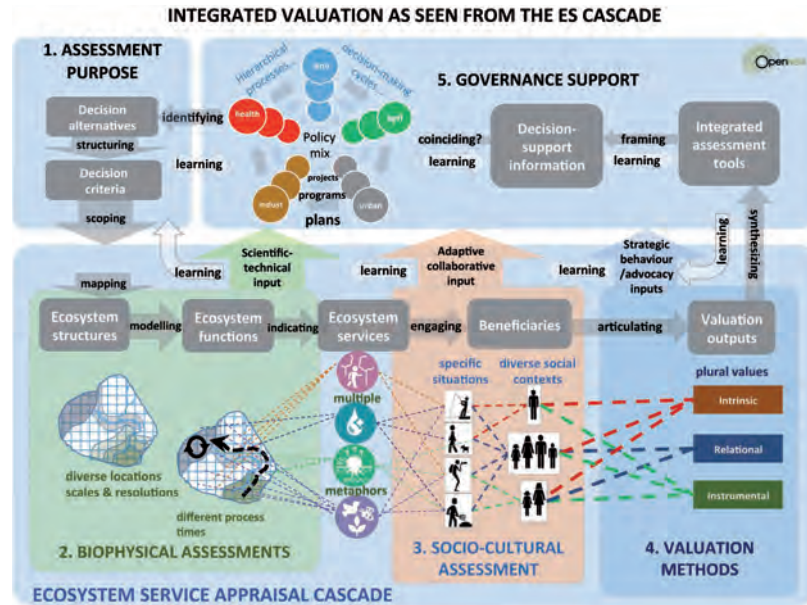 INTEGRATED VALUATION AS SEEN FROM THE ES CASCADE
1. ASSESSMENT
PURPOSE
Decision
alternatives
structuring
Decision
criteria
scoping
identifying
learning
Hierarchical
processes...
decision-making
cycles...
health
Policy
mix
projects
programs
plans
urban
5. GOVERNANCE SUPPORT
coinciding?
learning
Decision-
support
information
framing
learning
Integrated
assessment
tools
learning
Scientific-
technical
input
learning
Adaptive
collaborative
input
learning
Strategic
behaviour
/advocacy
inputs
learning
synthesizing
mapping
Ecosystem
structures
modelling
Ecosystem
functions
indicating
Ecosystem
services
engaging
Beneficiaries
articulating
Valuation
outputs
multiple
metaphors
specific
situations
diverse social
contexts
plural values
Intrinsic
Relational
Instrumental
diverse locations
scales & resolutions
different process
times
2. BIOPHYSICAL ASSESSMENTS
3. SOCIO-CULTURAL
ASSESSMENT
4. VALUATION
METHODS
ECOSYSTEM SERVICE APPRAISAL CASCADE